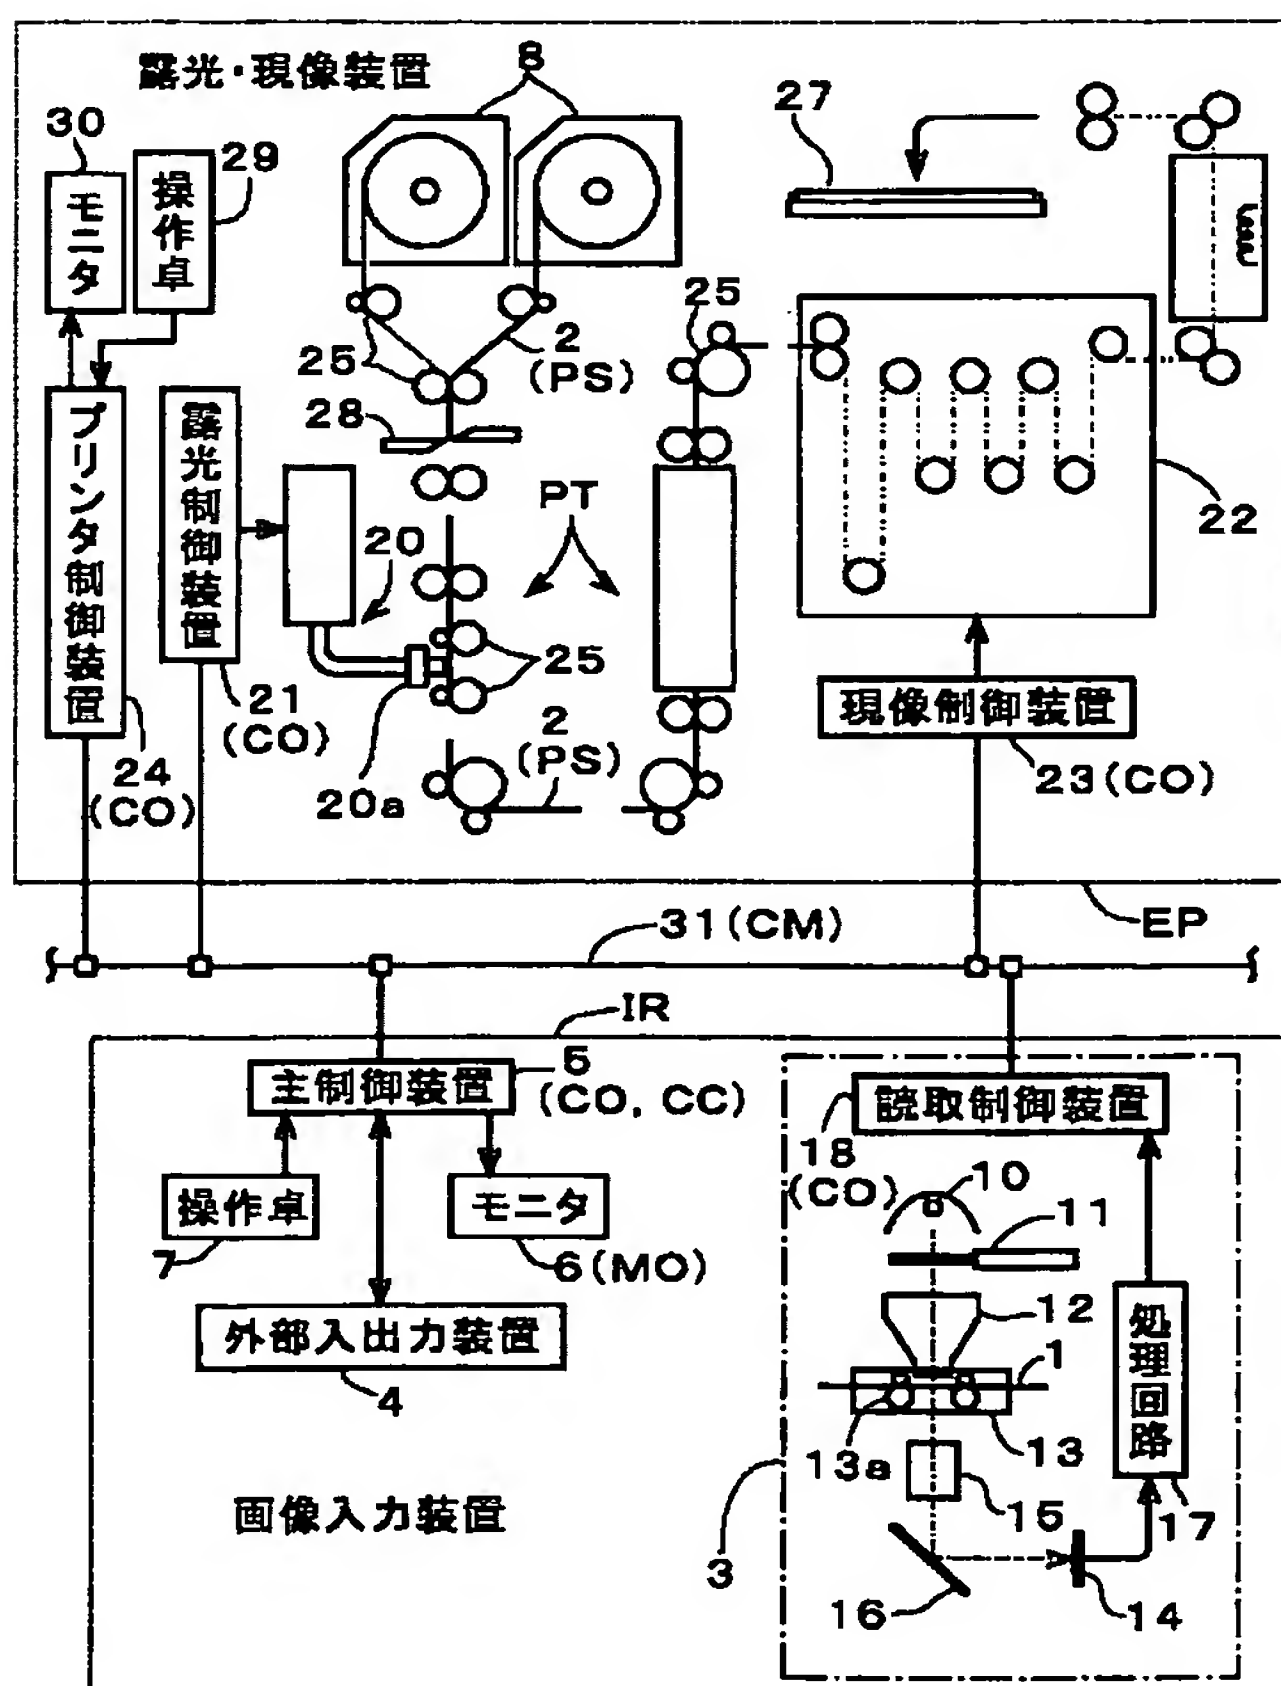 露光・現像装置
8
27
30
29
モニタ
操作卓
25
2
(PS)
25
28
プリンタ制御装置
露光制御装置
PT
20
22
25
21
(CO)
現像制御装置
2
(PS)
24
(CO)
20a
23(CO)
EP
31(CM)
IR
主制御装置
5
(CO, CC)
読取制御装置
18
(CO)
10
操作卓
7
モニタ
6(MO)
11
外部入出力装置
4
12
1
処理回路
13a
13
15
17
画像入力装置
3
16
14